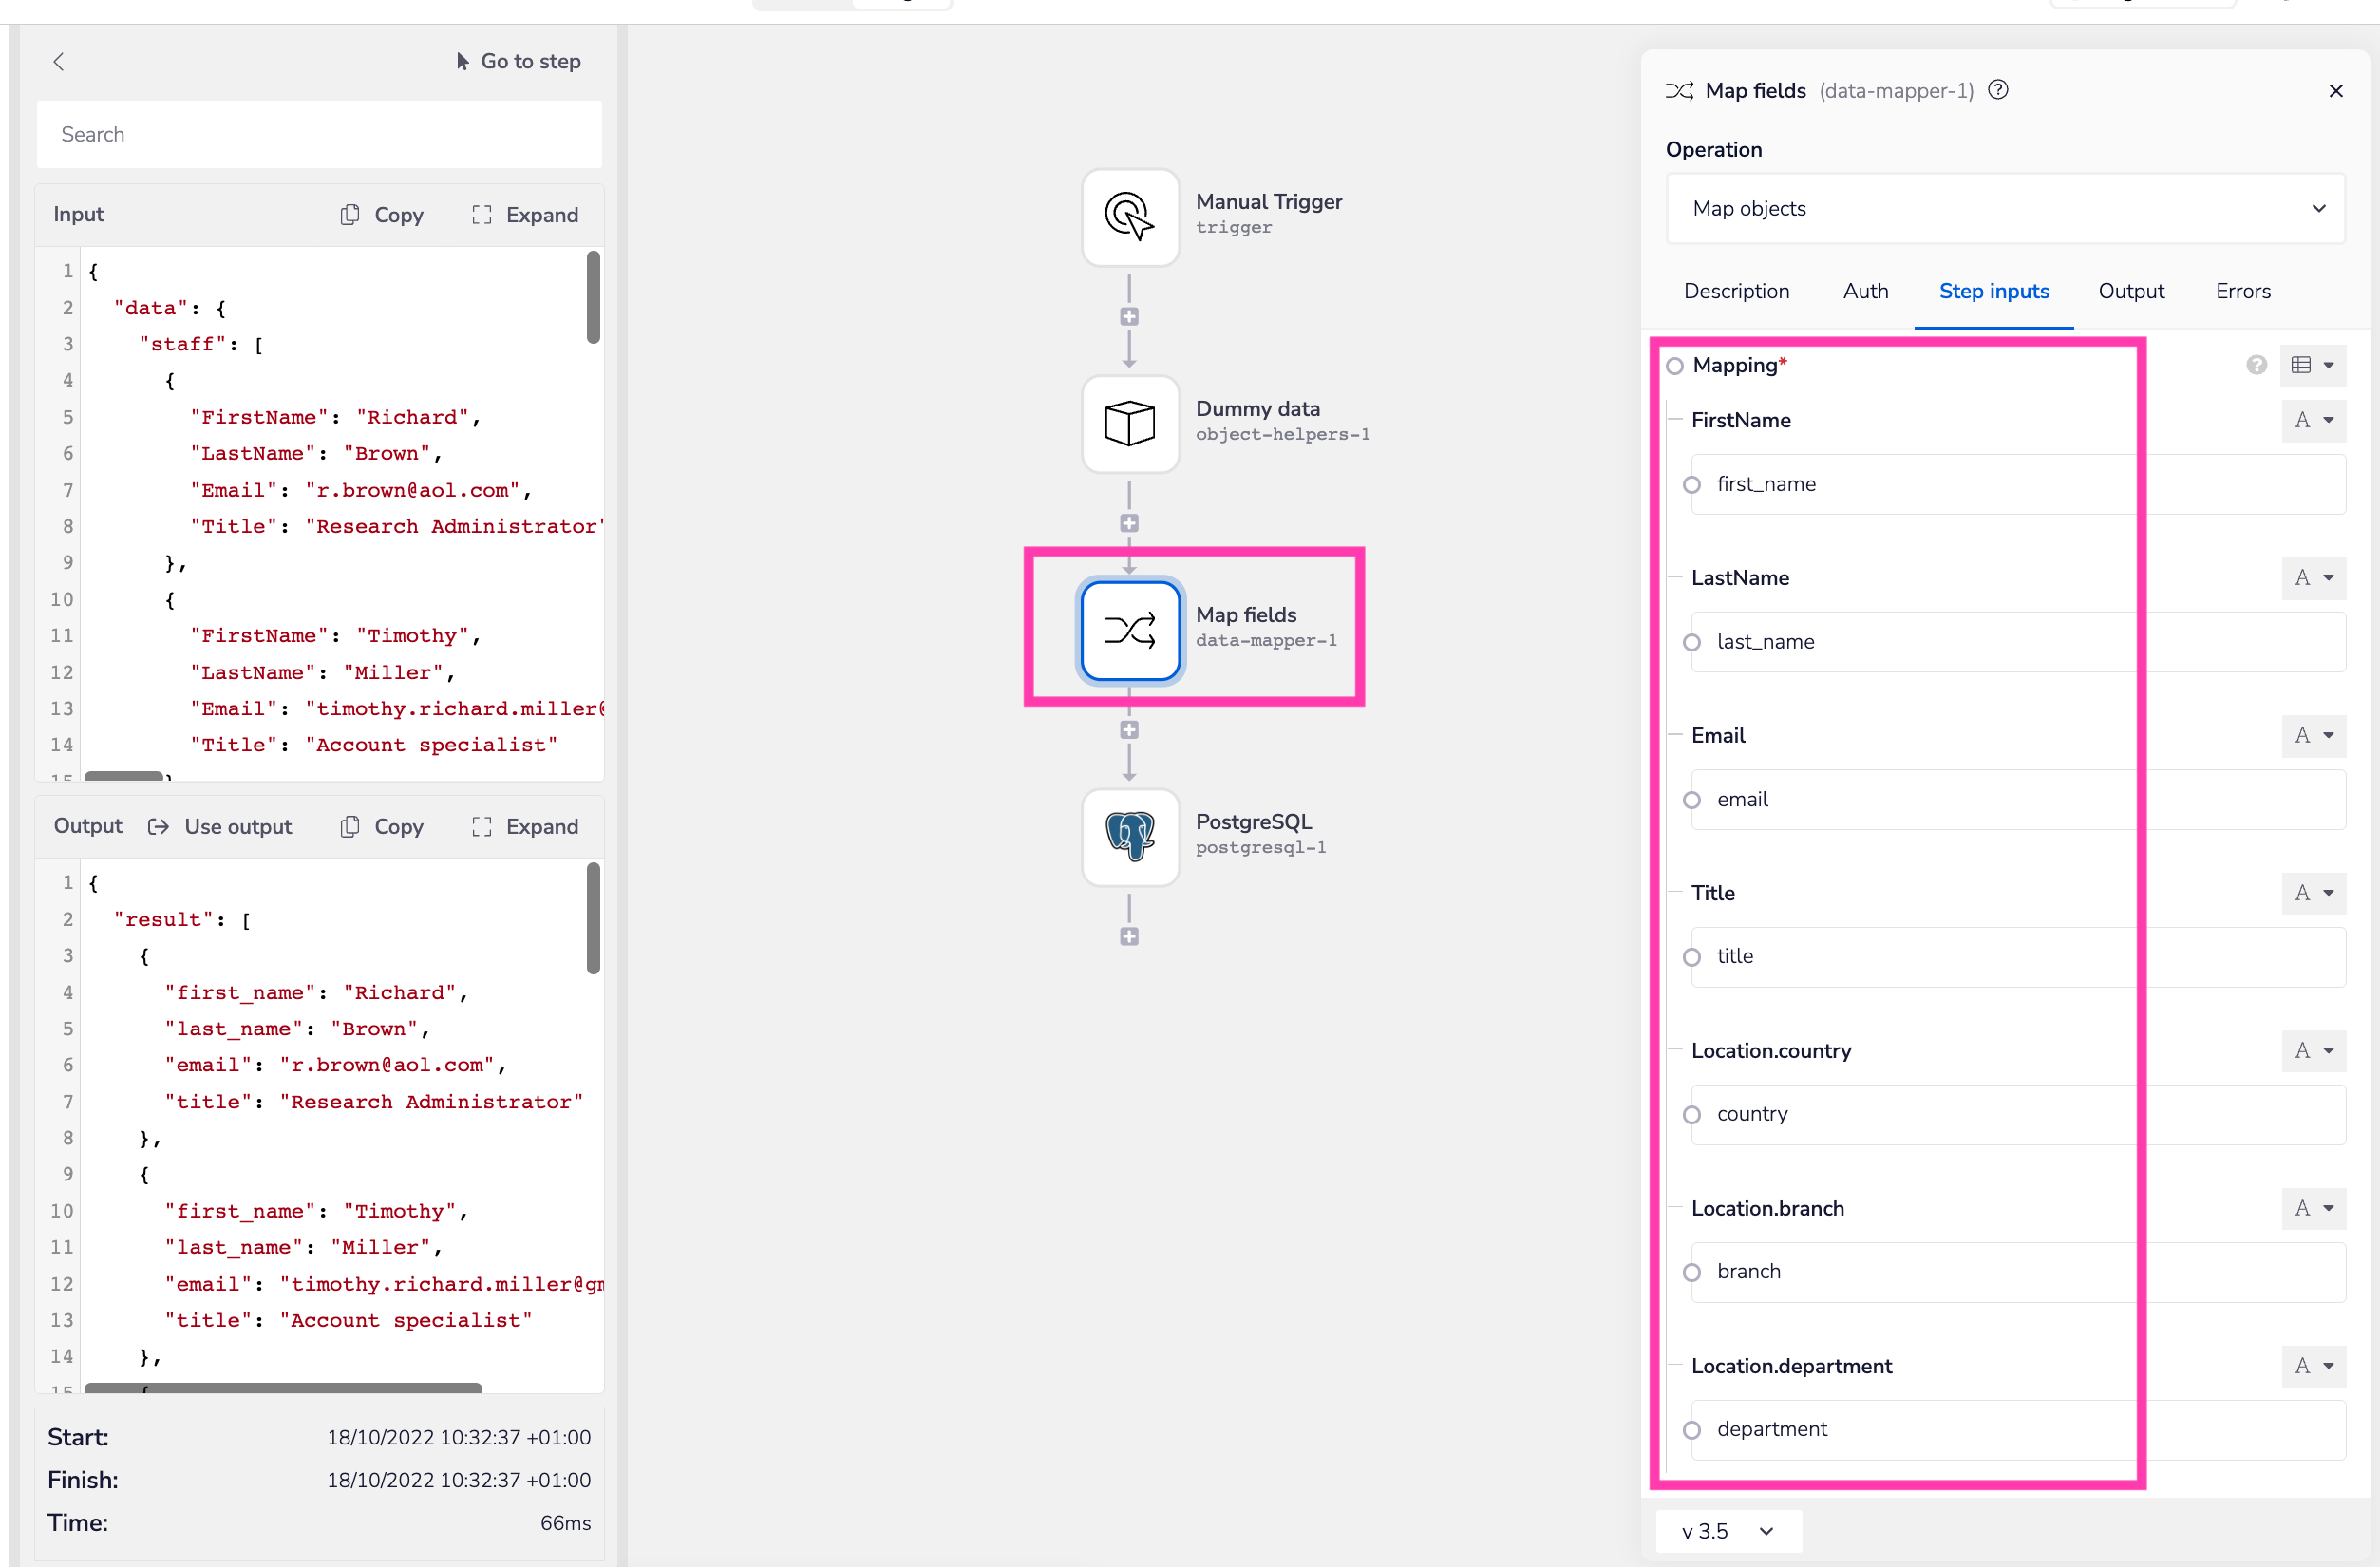 Go to step
Search
Input Copy Expand
1 {
2 "data": {
3 "staff": [
4 {
5 "FirstName": "Richard",
6 "LastName": "Brown",
7 "Email": "r.brown@aol.com",
8 "Title": "Research Administrator"
9 },
10 {
11 "FirstName": "Timothy",
12 "LastName": "Miller",
13 "Email": "timothy.richard.miller@
14 "Title": "Account specialist"
15 }
Output Use output Copy Expand
1 {
2 "result": [
3 {
4 "first_name": "Richard",
5 "last_name": "Brown",
6 "email": "r.brown@aol.com",
7 "title": "Research Administrator"
8 },
9 {
10 "first_name": "Timothy",
11 "last_name": "Miller",
12 "email": "timothy.richard.miller@gm
13 "title": "Account specialist"
14 },
15 {
Start: 18/10/2022 10:32:37 +01:00
Finish: 18/10/2022 10:32:37 +01:00
Time: 66ms
Manual Trigger
trigger
Dummy data
object-helpers-1
Map fields
data-mapper-1
PostgreSQL
postgresql-1
Map fields (data-mapper-1) ?
Operation
Map objects
Description Auth Step inputs Output Errors
Mapping* ?
FirstName A
first_name
LastName A
last_name
Email A
email
Title A
title
Location.country A
country
Location.branch A
branch
Location.department A
department
v 3.5